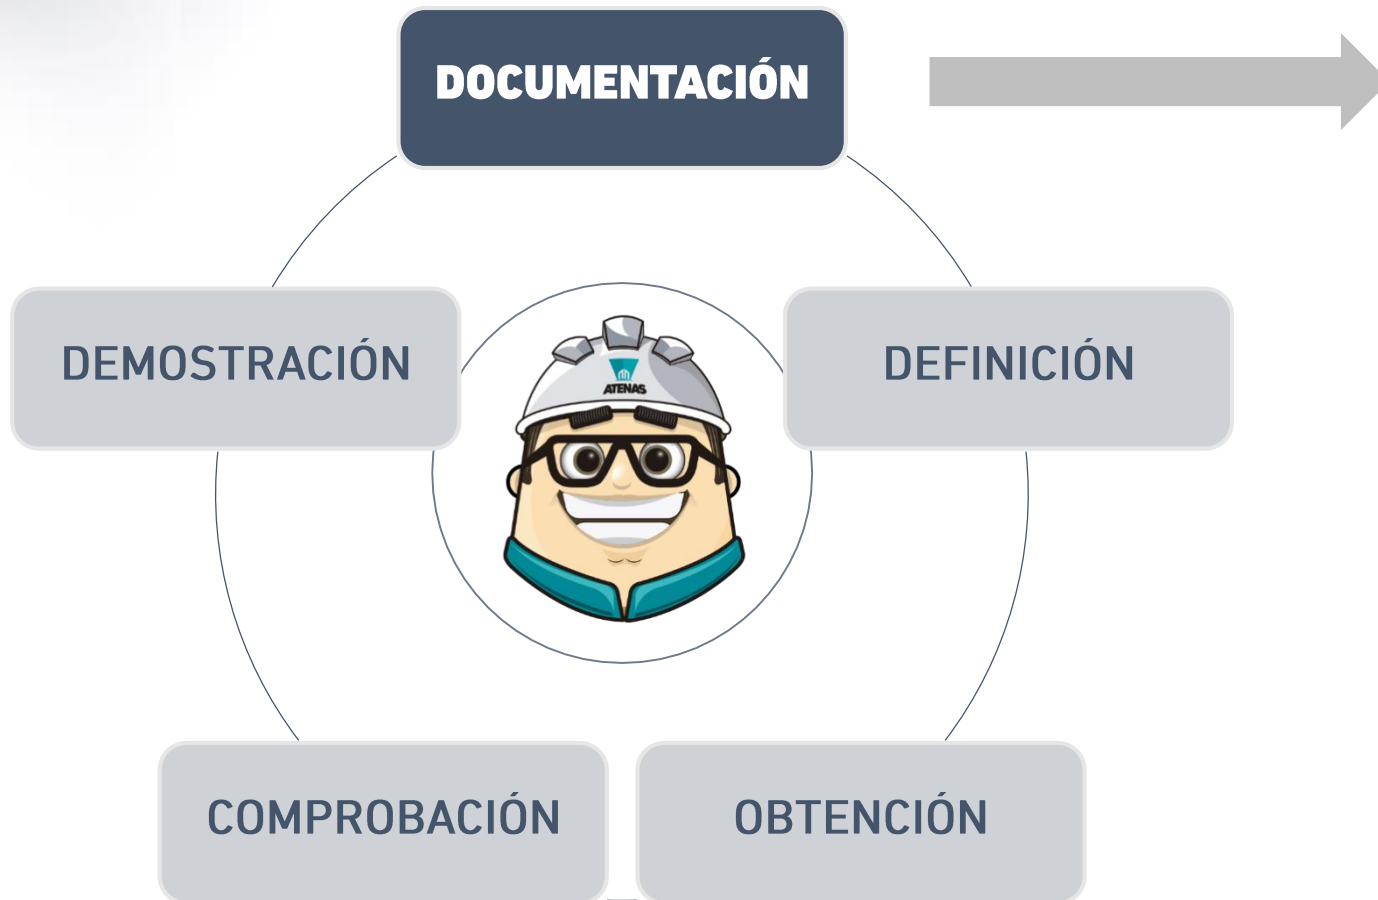 DOCUMENTACIÓN
DEMOSTRACIÓN
DEFINICIÓN
ATENAS
COMPROBACIÓN
OBTENCIÓN